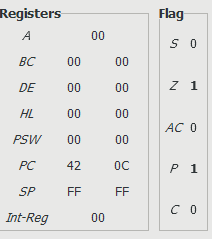 Registers Flag
A 00 S 0
BC 00 00
DE 00 00 Z 1
HL 00 00
PSW 00 00 AC 0
PC 42 0C P 1
SP FF FF
Int-Reg 00 C 0